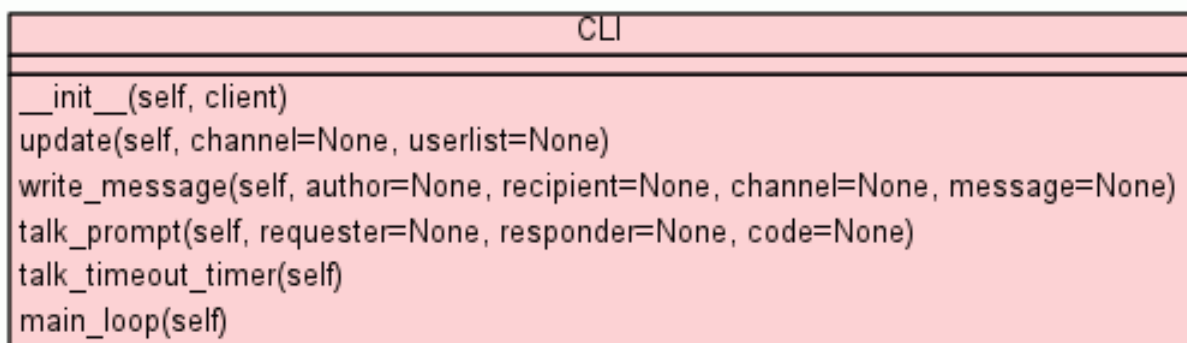 CLI
__init__(self, client)
update(self, channel=None, userlist=None)
write_message(self, author=None, recipient=None, channel=None, message=None)
talk_prompt(self, requester=None, responder=None, code=None)
talk_timeout_timer(self)
main_loop(self)